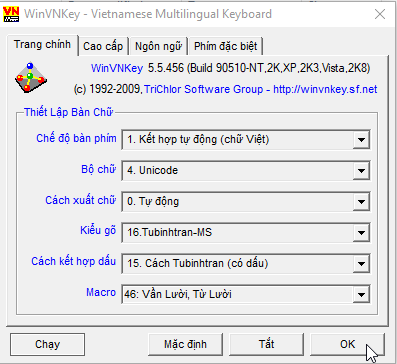 VN WinVNKey - Vietnamese Multilingual Keyboard
Trang chính Cao cấp Ngôn ngữ Phím đặc biệt
WinVNKey 5.5.456 (Build 90510-NT,2K,XP,2K3,Vista,2K8)
(c) 1992-2009,TriChlor Software Group - http://winvnkey.sf.net
Thiết Lập Bàn Chữ
Chế độ bàn phím 1. Kết hợp tự động (chữ Việt)
Bộ chữ 4. Unicode
Cách xuất chữ 0. Tự động
Kiểu gõ 16.Tubinhtran-MS
Cách kết hợp dấu 15. Cách Tubinhtran (có dấu)
Macro 46: Vần Lười, Từ Lười
Chạy Mặc định Tắt OK